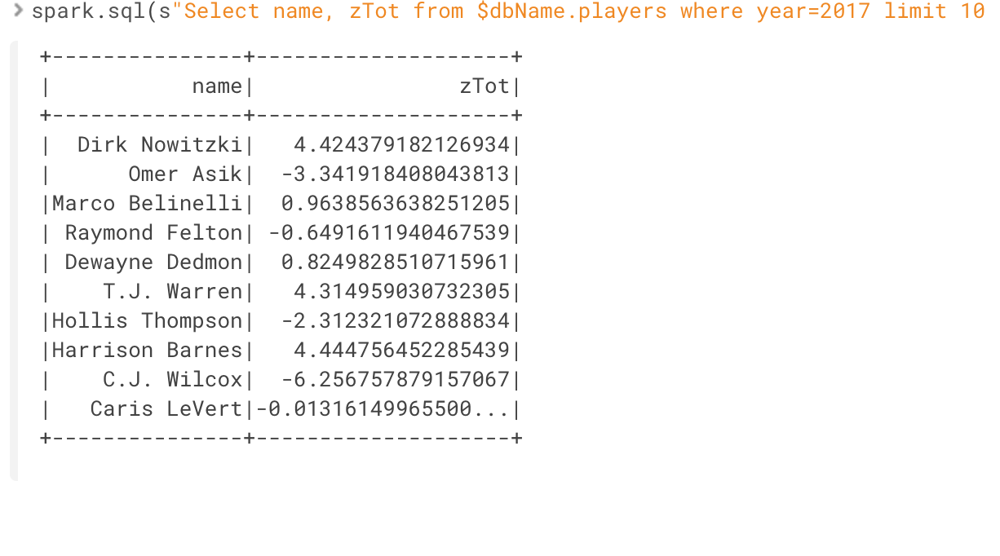 > spark.sql(s"Select name, zTot from $dbName.players where year=2017 limit 10
+---------------+--------------------+
|           name|                zTot|
+---------------+--------------------+
|  Dirk Nowitzki|   4.424379182126934|
|      Omer Asik|  -3.341918408043813|
|Marco Belinelli|  0.9638563638251205|
| Raymond Felton| -0.6491611940467539|
| Dewayne Dedmon|  0.8249828510715961|
|    T.J. Warren|   4.314959030732305|
|Hollis Thompson|  -2.312321072888834|
|Harrison Barnes|   4.444756452285439|
|    C.J. Wilcox|  -6.256757879157067|
|   Caris LeVert|-0.01316149965500...|
+---------------+--------------------+